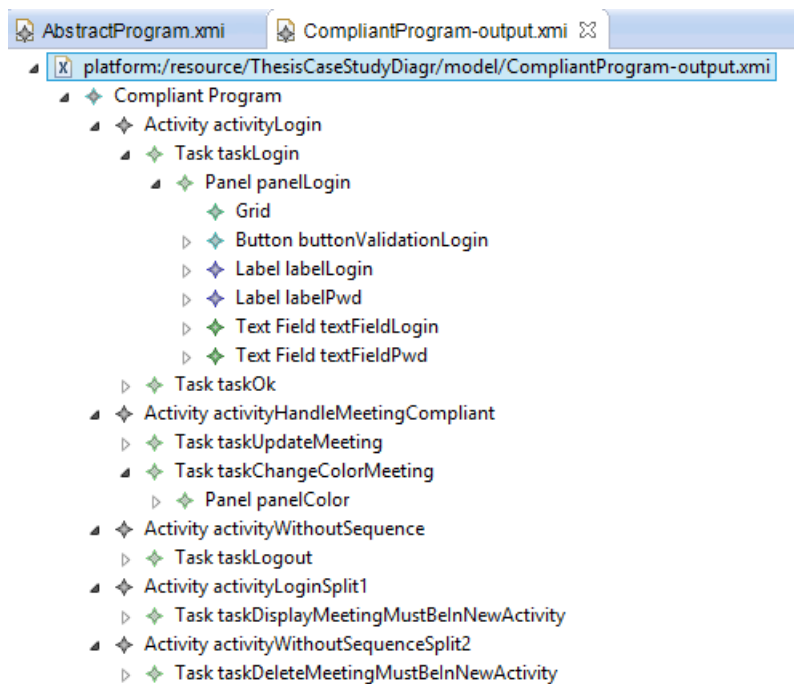 AbstractProgram.xmi CompliantProgram-output.xmi
platform:/resource/ThesisCaseStudyDiagr/model/CompliantProgram-output.xmi
Compliant Program
Activity activityLogin
Task taskLogin
Panel panelLogin
Grid
Button buttonValidationLogin
Label labelLogin
Label labelPwd
Text Field textFieldLogin
Text Field textFieldPwd
Task taskOk
Activity activityHandleMeetingCompliant
Task taskUpdateMeeting
Task taskChangeColorMeeting
Panel panelColor
Activity activityWithoutSequence
Task taskLogout
Activity activityLoginSplit1
Task taskDisplayMeetingMustBeInNewActivity
Activity activityWithoutSequenceSplit2
Task taskDeleteMeetingMustBeInNewActivity